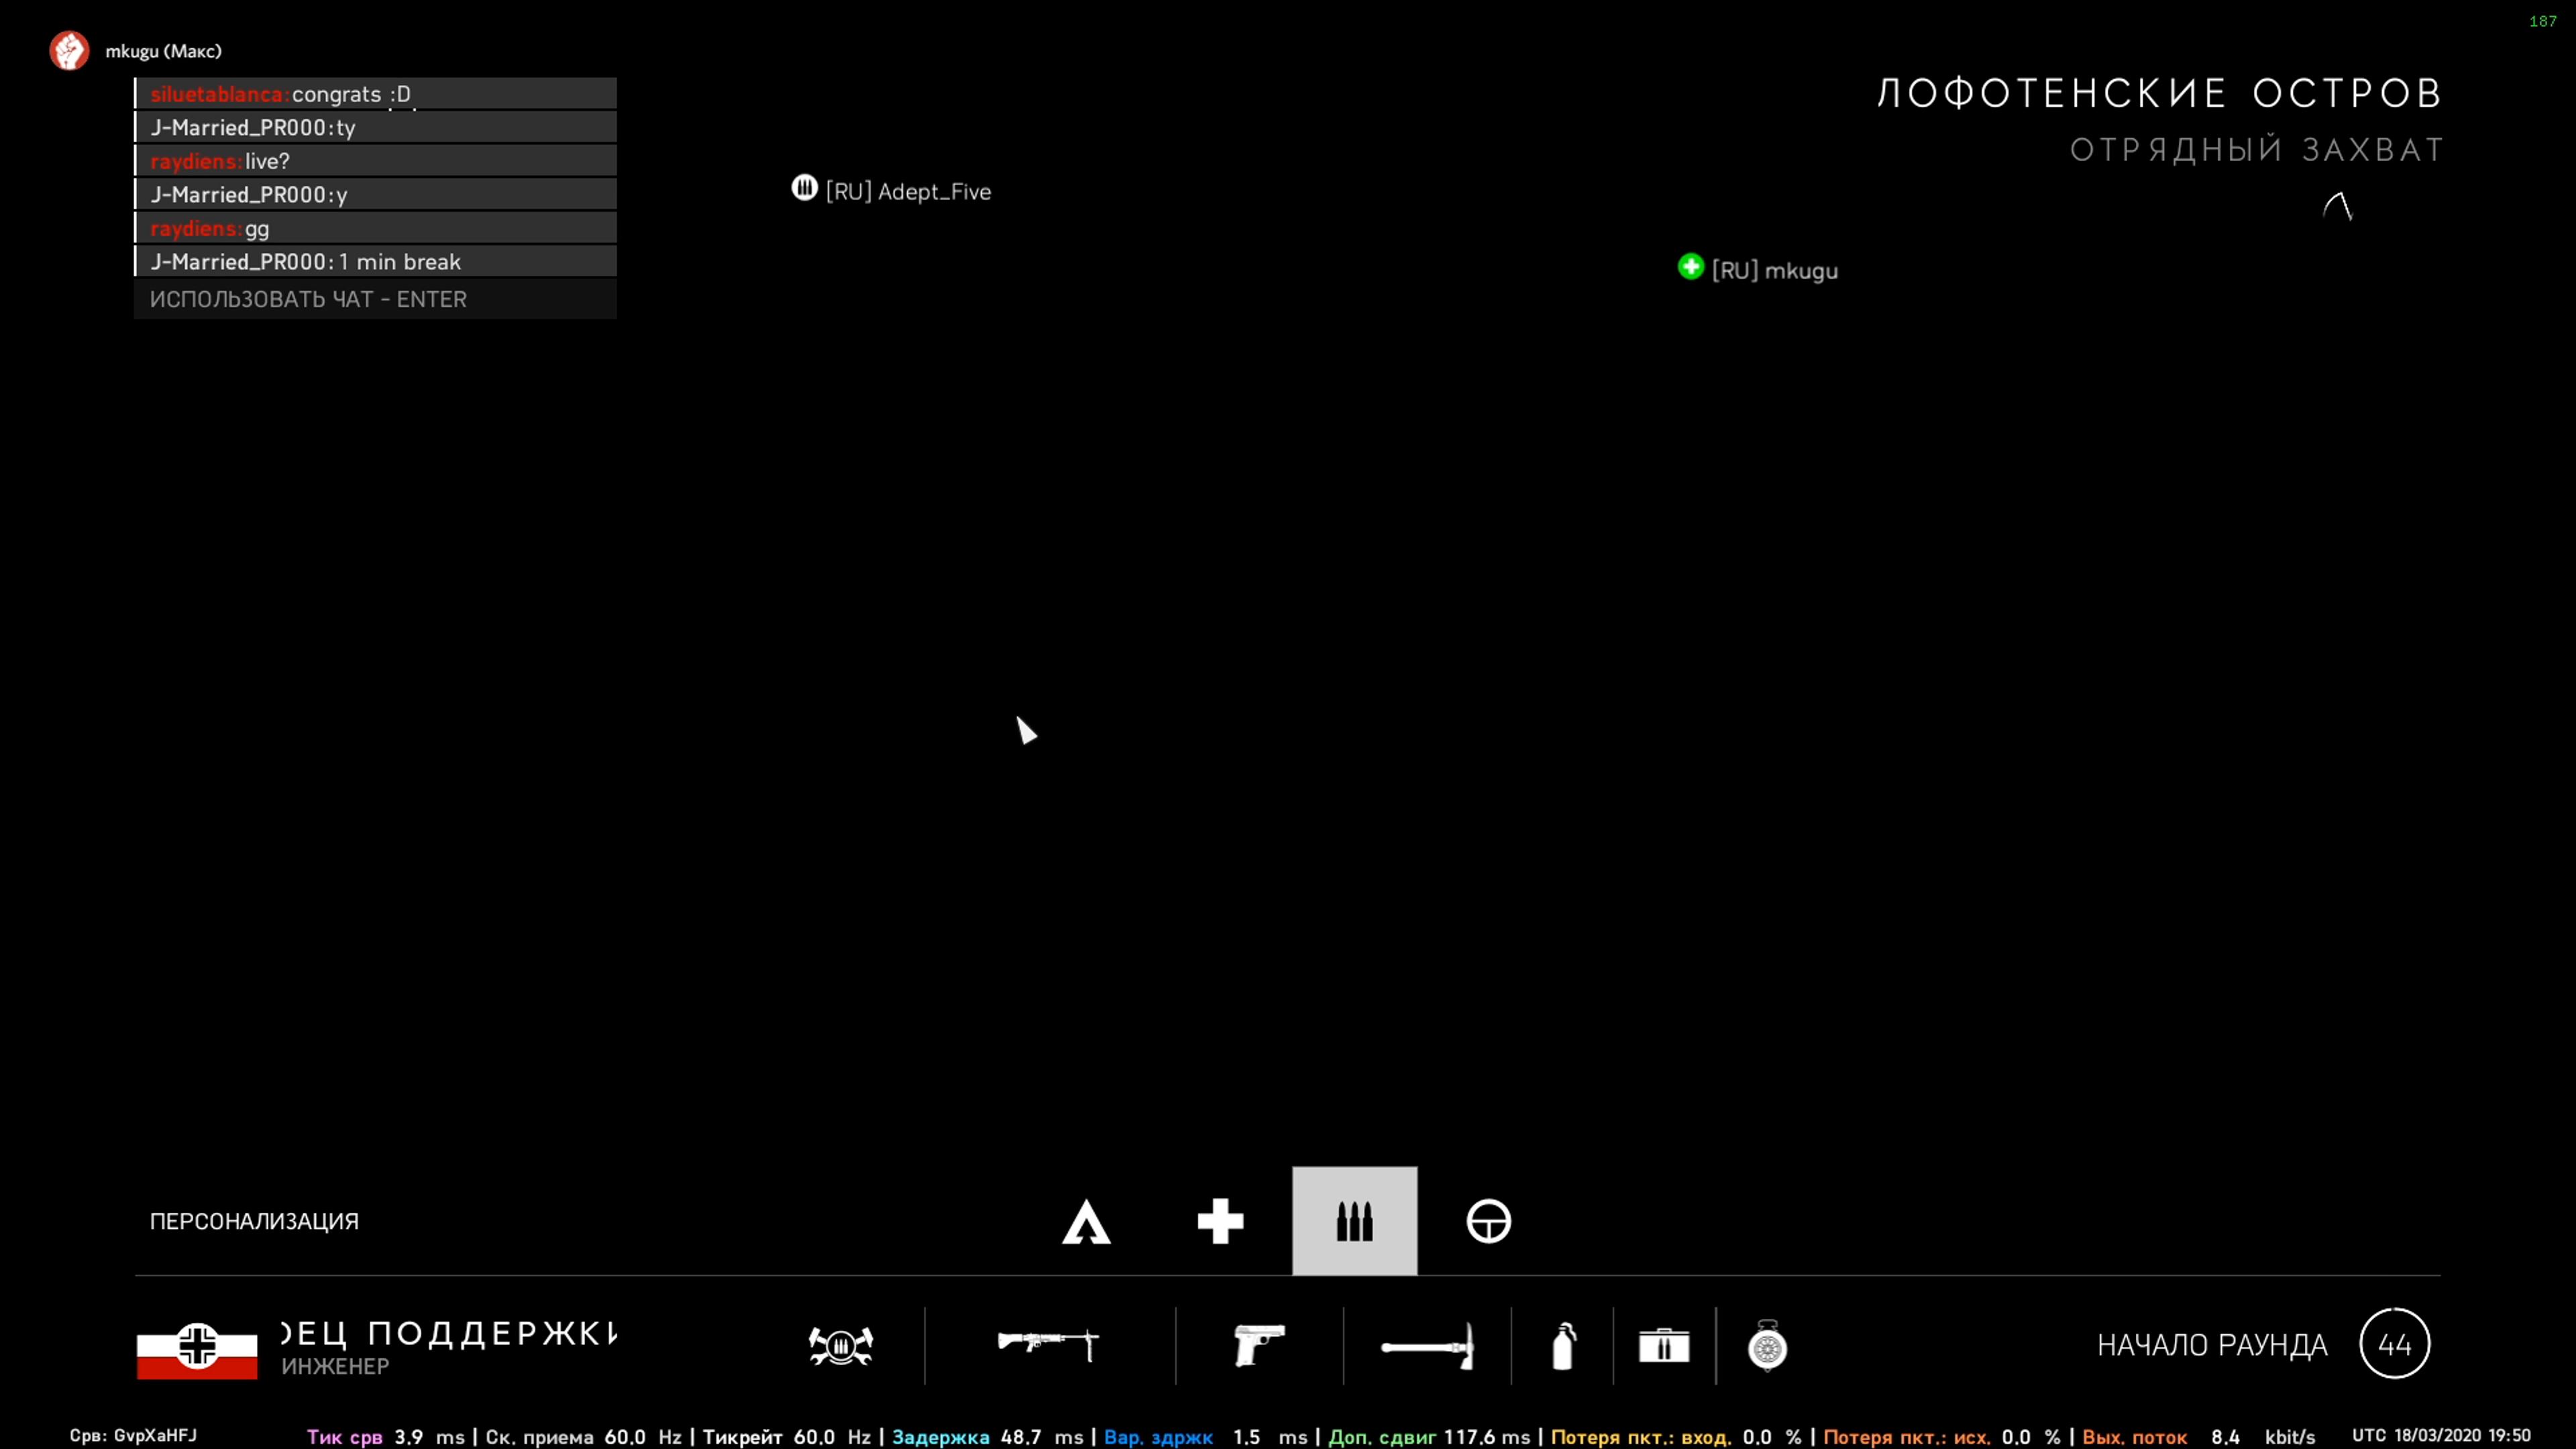 187
mkugu (Макс)
siluetablanca:congrats :D
J-Married_PR000:ty
raydiens:live?
J-Married_PR000:y
raydiens:gg
J-Married_PR000:1 min break
ИСПОЛЬЗОВАТЬ ЧАТ - ENTER
ЛОФОТЕНСКИЕ ОСТРОВ
ОТРЯДНЫЙ ЗАХВАТ
[RU] Adept_Five
[RU] mkugu
ПЕРСОНАЛИЗАЦИЯ
ОЕЦ ПОДДЕРЖКИ
ИНЖЕНЕР
НАЧАЛО РАУНДА 44
Срв: GvpXaHFJ Тик срв 3.9 ms | Ск. приема 60.0 Hz | Тикрейт 60.0 Hz | Задержка 48.7 ms | Вар. здржк 1.5 ms | Доп. сдвиг 117.6 ms | Потеря пкт.: вход. 0.0 % | Потеря пкт.: исх. 0.0 % | Вых. поток 8.4 kbit/s UTC 18/03/2020 19:50